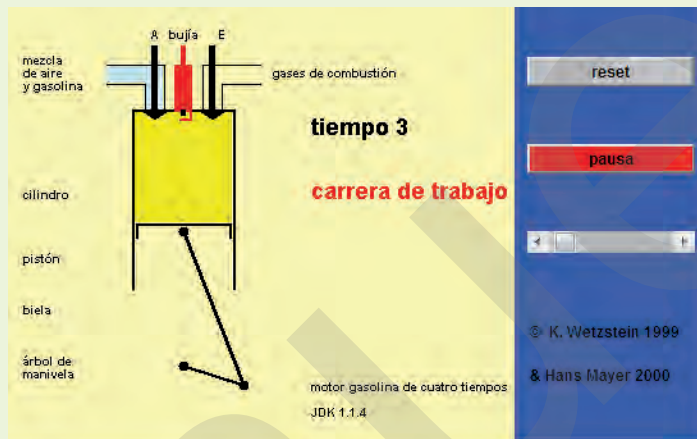 A bujía E
mezcla
de aire
y gasolina
gases de combustión
tiempo 3
carrera de trabajo
cilindro
pistón
biela
árbol de
manivela
motor gasolina de cuatro tiempos
JDK 1.1.4
reset
pausa
© K. Wetzstein 1999
& Hans Mayer 2000